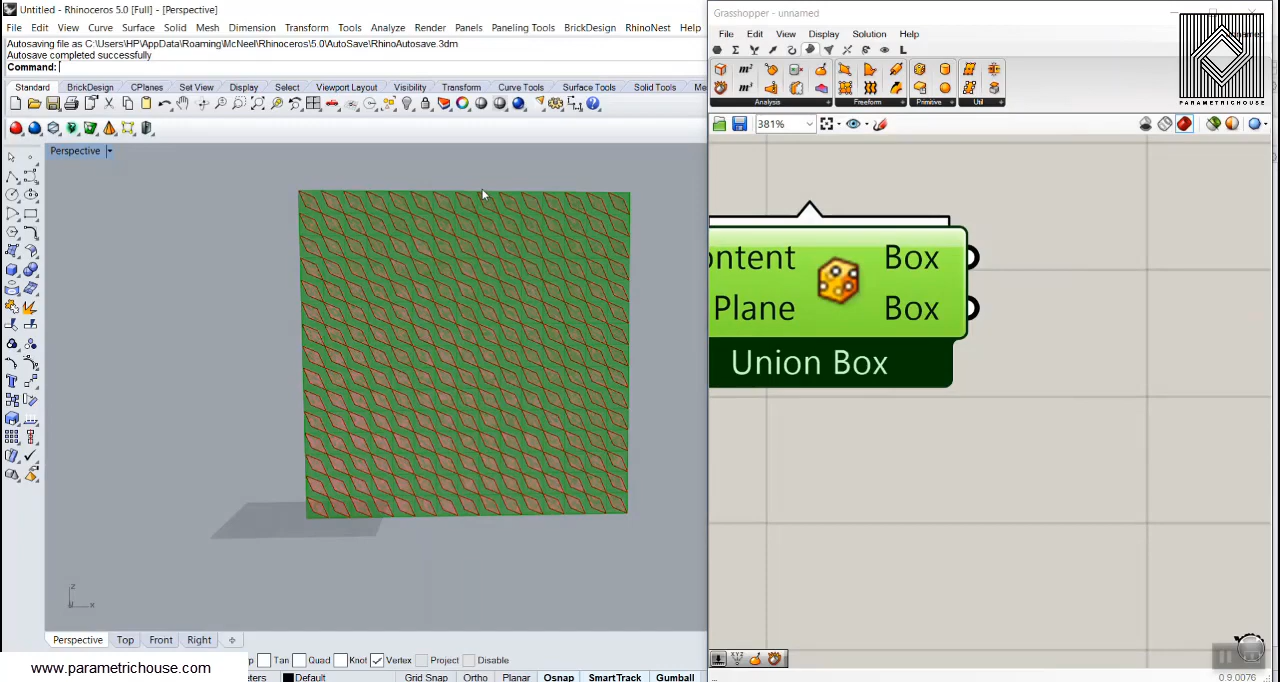 Untitled - Rhinoceros 5.0 [Full] - [Perspective]
File Edit View Curve Surface Solid Mesh Dimension Transform Tools Analyze Render Panels Paneling Tools BrickDesign RhinoNest Help
Autosaving file as C:\Users\HP\AppData\Roaming\McNeel\Rhinoceros\5.0\AutoSave\RhinoAutosave.3dm
Autosave completed successfully
Command:
Standard BrickDesign CPlanes Set View Display Select Viewport Layout Visibility Transform Curve Tools Surface Tools Solid Tools Me
Perspective
z
x
Perspective Top Front Right
Tan Quad Knot Vertex Project Disable
www.parametrichouse.com
eters Default Grid Snap Ortho Planar Osnap SmartTrack Gumball
Grasshopper - unnamed
File Edit View Display Solution Help
L
m²
m³
Analysis Freeform Primitive Util
PARAMETRICHOUSE
381%
ontent Box
Plane Box
Union Box
0.9.0076